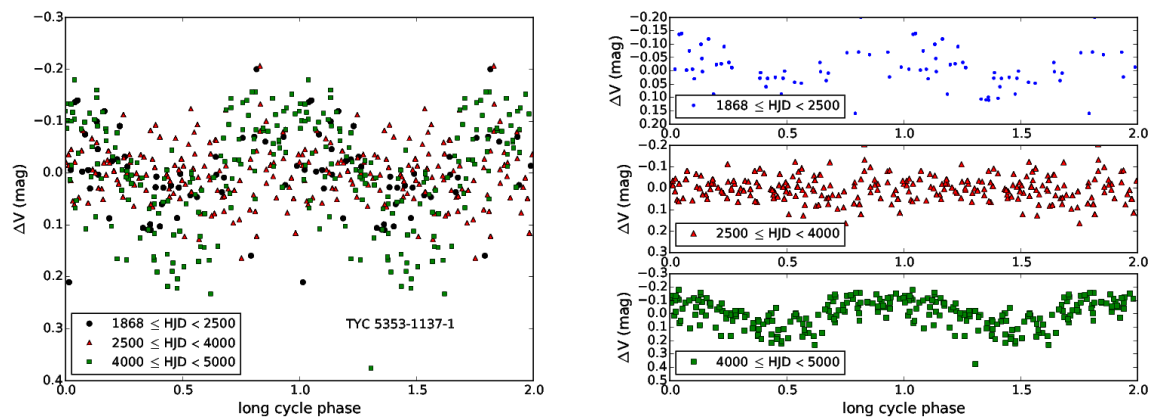 −0.3
−0.2
−0.1
0.0
0.1
0.2
0.3
0.4
ΔV (mag)
TYC 5353-1137-1
1868 ≤ HJD < 2500
2500 ≤ HJD < 4000
4000 ≤ HJD < 5000
0.0 0.5 1.0 1.5 2.0
long cycle phase
−0.20
−0.15
−0.10
−0.05
0.00
0.05
0.10
0.15
0.20
ΔV (mag)
1868 ≤ HJD < 2500
0.0 0.5 1.0 1.5 2.0
−0.2
−0.1
0.0
0.1
0.2
0.3
ΔV (mag)
2500 ≤ HJD < 4000
0.0 0.5 1.0 1.5 2.0
−0.3
−0.2
−0.1
0.0
0.1
0.2
0.3
0.4
0.5
ΔV (mag)
4000 ≤ HJD < 5000
0.0 0.5 1.0 1.5 2.0
long cycle phase